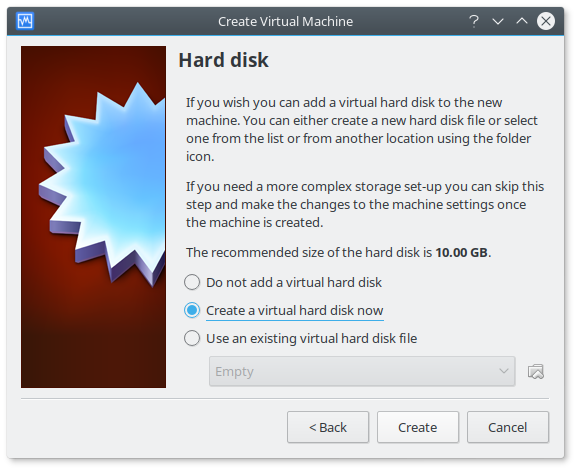 Create Virtual Machine
Hard disk
If you wish you can add a virtual hard disk to the new
machine. You can either create a new hard disk file or select
one from the list or from another location using the folder
icon.
If you need a more complex storage set-up you can skip this
step and make the changes to the machine settings once
the machine is created.
The recommended size of the hard disk is 10.00 GB.
Do not add a virtual hard disk
Create a virtual hard disk now
Use an existing virtual hard disk file
Empty
< Back
Create
Cancel